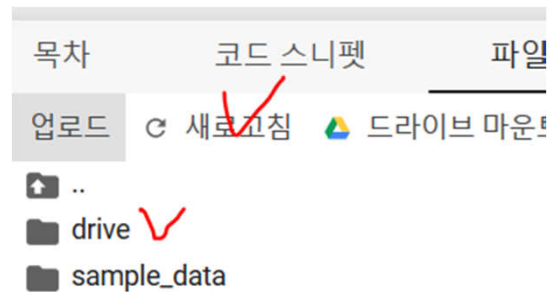 목차 코드 스니펫 파일
업로드 새로고침 드라이브 마운트
..
drive
sample_data